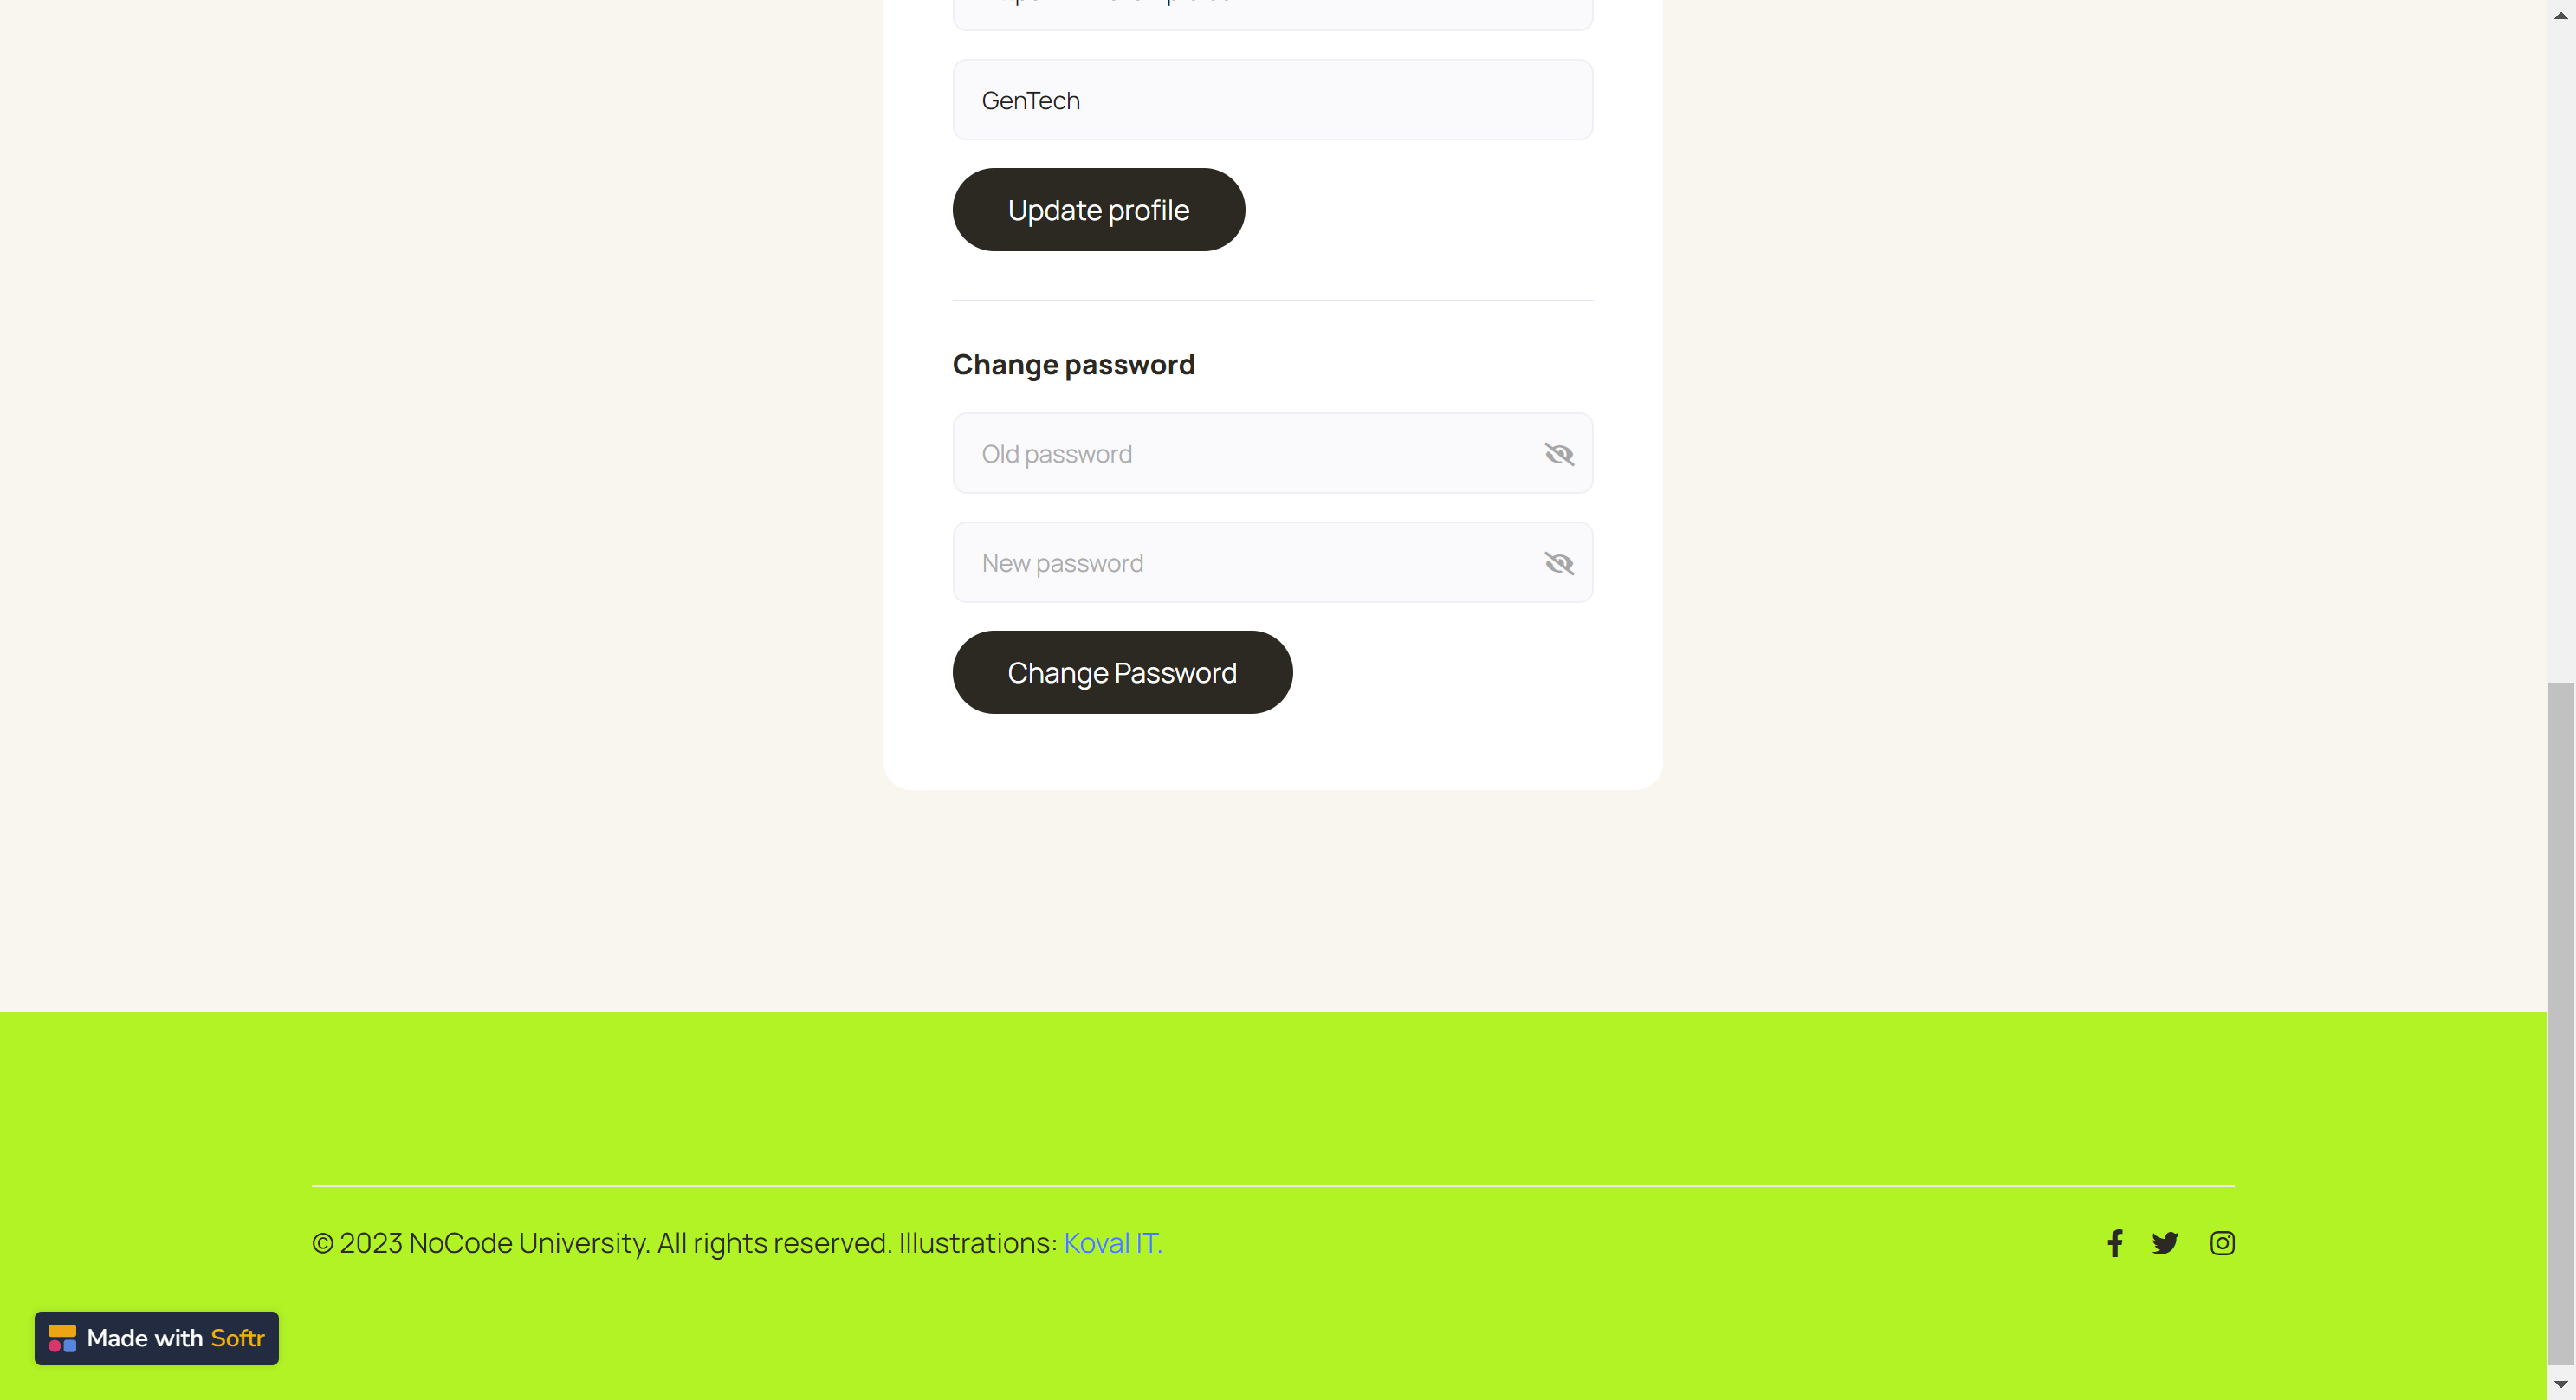 GenTech
Update profile
Change password
Old password
New password
Change Password
© 2023 NoCode University. All rights reserved. Illustrations: Koval IT.
Made with Softr